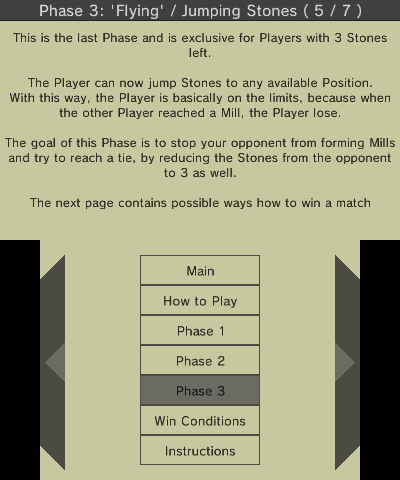 Phase 3: 'Flying' / Jumping Stones ( 5 / 7 )
This is the last Phase and is exclusive for Players with 3 Stones
left.
The Player can now jump Stones to any available Position.
With this way, the Player is basically on the limits, because when
the other Player reached a Mill, the Player lose.
The goal of this Phase is to stop your opponent from forming Mills
and try to reach a tie, by reducing the Stones from the opponent
to 3 as well.
The next page contains possible ways how to win a match
Main
How to Play
Phase 1
Phase 2
Phase 3
Win Conditions
Instructions